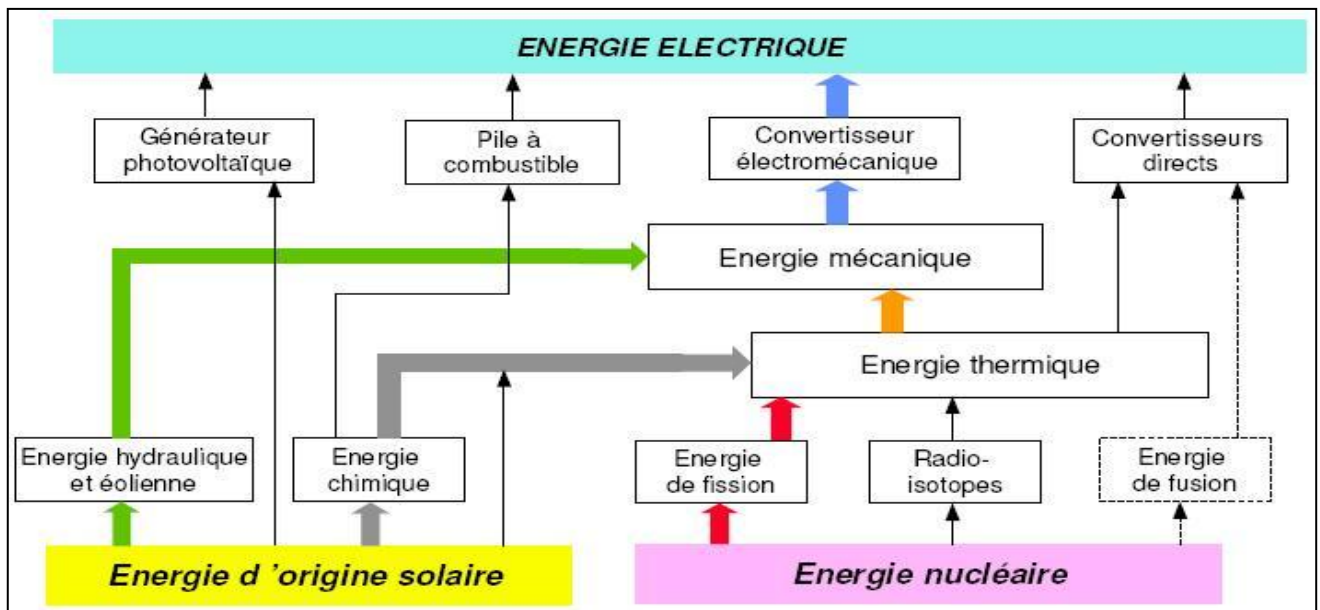 ENERGIE ELECTRIQUE
Générateur
photovoltaïque
Pile à
combustible
Convertisseur
électromécanique
Convertisseurs
directs
Energie mécanique
Energie thermique
Energie hydraulique
et éolienne
Energie
chimique
Energie
de fission
Radio-
isotopes
Energie
de fusion
Energie d 'origine solaire
Energie nucléaire